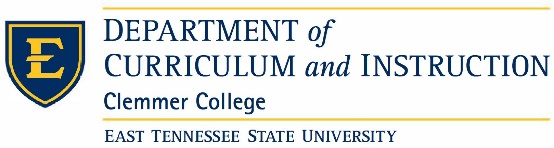 E
DEPARTMENT of
CURRICULUM and INSTRUCTION
Clemmer College
EAST TENNESSEE STATE UNIVERSITY